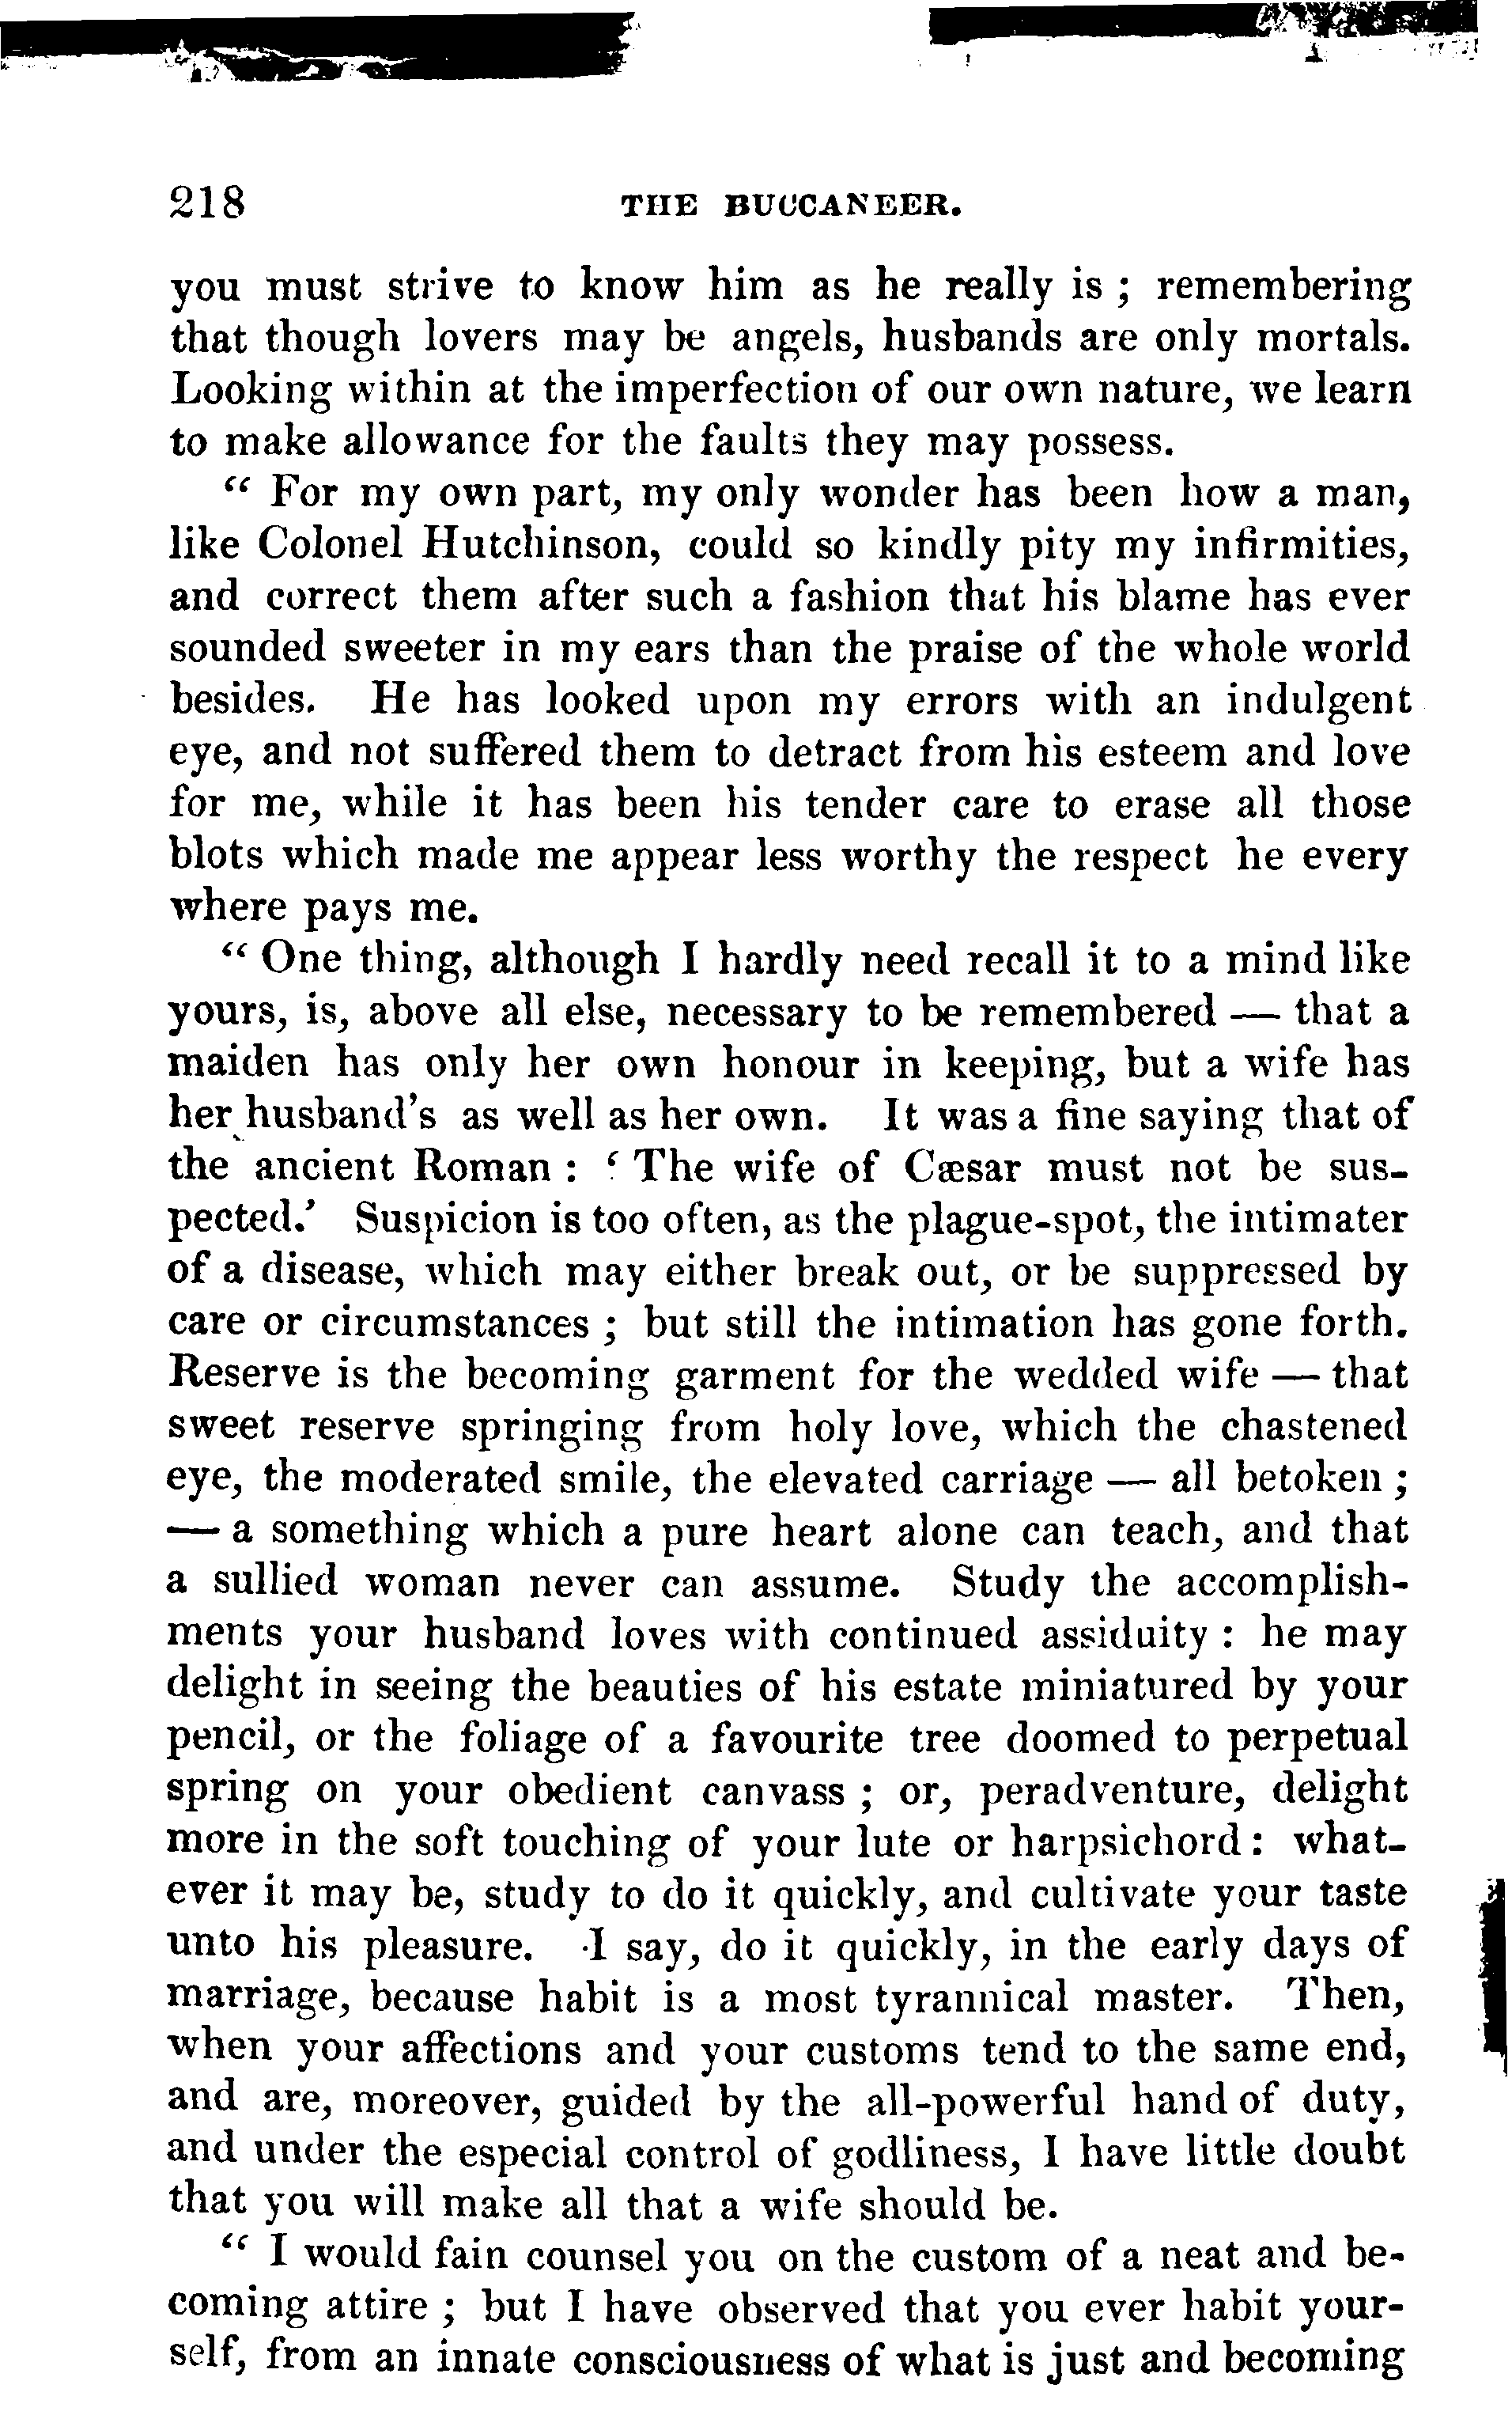 218 THE BUCCANEER.
you must strive to know him as he really is ; remembering
that though lovers may be angels, husbands are only mortals.
Looking within at the imperfection of our own nature, we learn
to make allowance for the faults they may possess.
“ For my own part, my only wonder has been how a man,
like Colonel Hutchinson, could so kindly pity my infirmities,
and correct them after such a fashion that his blame has ever
sounded sweeter in my ears than the praise of the whole world
besides. He has looked upon my errors with an indulgent
eye, and not suffered them to detract from his esteem and love
for me, while it has been his tender care to erase all those
blots which made me appear less worthy the respect he every
where pays me.
“ One thing, although I hardly need recall it to a mind like
yours, is, above all else, necessary to be remembered — that a
maiden has only her own honour in keeping, but a wife has
her husband's as well as her own. It was a fine saying that of
the ancient Roman : ‘ The wife of Cæsar must not be sus-
pected.’ Suspicion is too often, as the plague-spot, the intimater
of a disease, which may either break out, or be suppressed by
care or circumstances ; but still the intimation has gone forth.
Reserve is the becoming garment for the wedded wife — that
sweet reserve springing from holy love, which the chastened
eye, the moderated smile, the elevated carriage — all betoken ;
— a something which a pure heart alone can teach, and that
a sullied woman never can assume. Study the accomplish-
ments your husband loves with continued assiduity : he may
delight in seeing the beauties of his estate miniatured by your
pencil, or the foliage of a favourite tree doomed to perpetual
spring on your obedient canvass ; or, peradventure, delight
more in the soft touching of your lute or harpsichord : what-
ever it may be, study to do it quickly, and cultivate your taste
unto his pleasure. I say, do it quickly, in the early days of
marriage, because habit is a most tyrannical master. Then,
when your affections and your customs tend to the same end,
and are, moreover, guided by the all-powerful hand of duty,
and under the especial control of godliness, I have little doubt
that you will make all that a wife should be.
“ I would fain counsel you on the custom of a neat and be-
coming attire ; but I have observed that you ever habit your-
self, from an innate consciousness of what is just and becoming